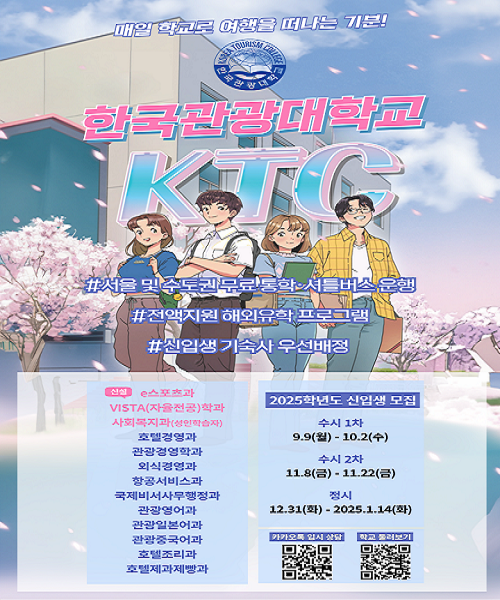 매일 학교로 여행을 떠나는 기분!
KOREA TOURISM COLLEGE
한국관광대학교
한국관광대학교
KTC
#서울 및 수도권 무료 통학·셔틀버스 운행
#전액지원 해외유학 프로그램
#신입생 기숙사 우선배정
신설 e스포츠과
VISTA(자율전공)학과
사회복지과(성인학습자)
호텔경영과
관광경영학과
외식경영과
항공서비스과
국제비서사무행정과
관광영어과
관광일본어과
관광중국어과
호텔조리과
호텔제과제빵과
2025학년도 신입생 모집
수시 1차
9.9(월) - 10.2(수)
수시 2차
11.8(금) - 11.22(금)
정시
12.31(화) - 2025.1.14(화)
카카오톡 입시 상담
학교 둘러보기